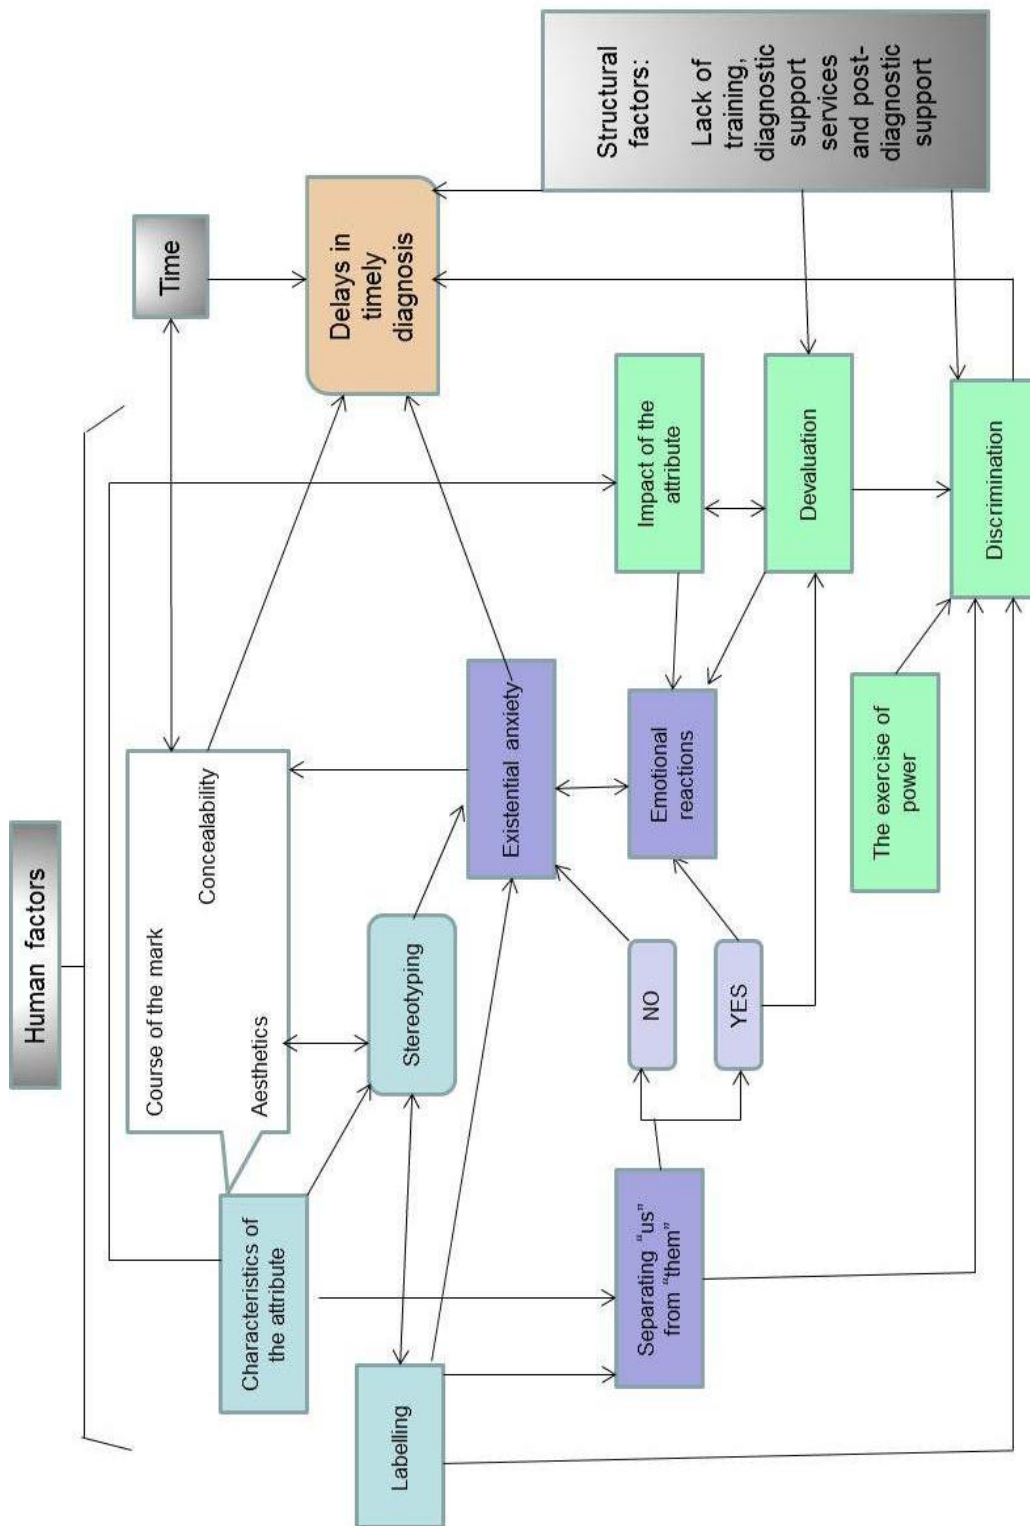 Human factors
Course of the mark
Concealability
Aesthetics
Time
Characteristics of
the attribute
Stereotyping
Labelling
Delays in
timely
diagnosis
Existential anxiety
Separating “us”
from “them”
NO
YES
Emotional
reactions
Impact of the
attribute
Devaluation
The exercise of
power
Discrimination
Structural
factors:
Lack of
training,
diagnostic
support
services
and post-
diagnostic
support